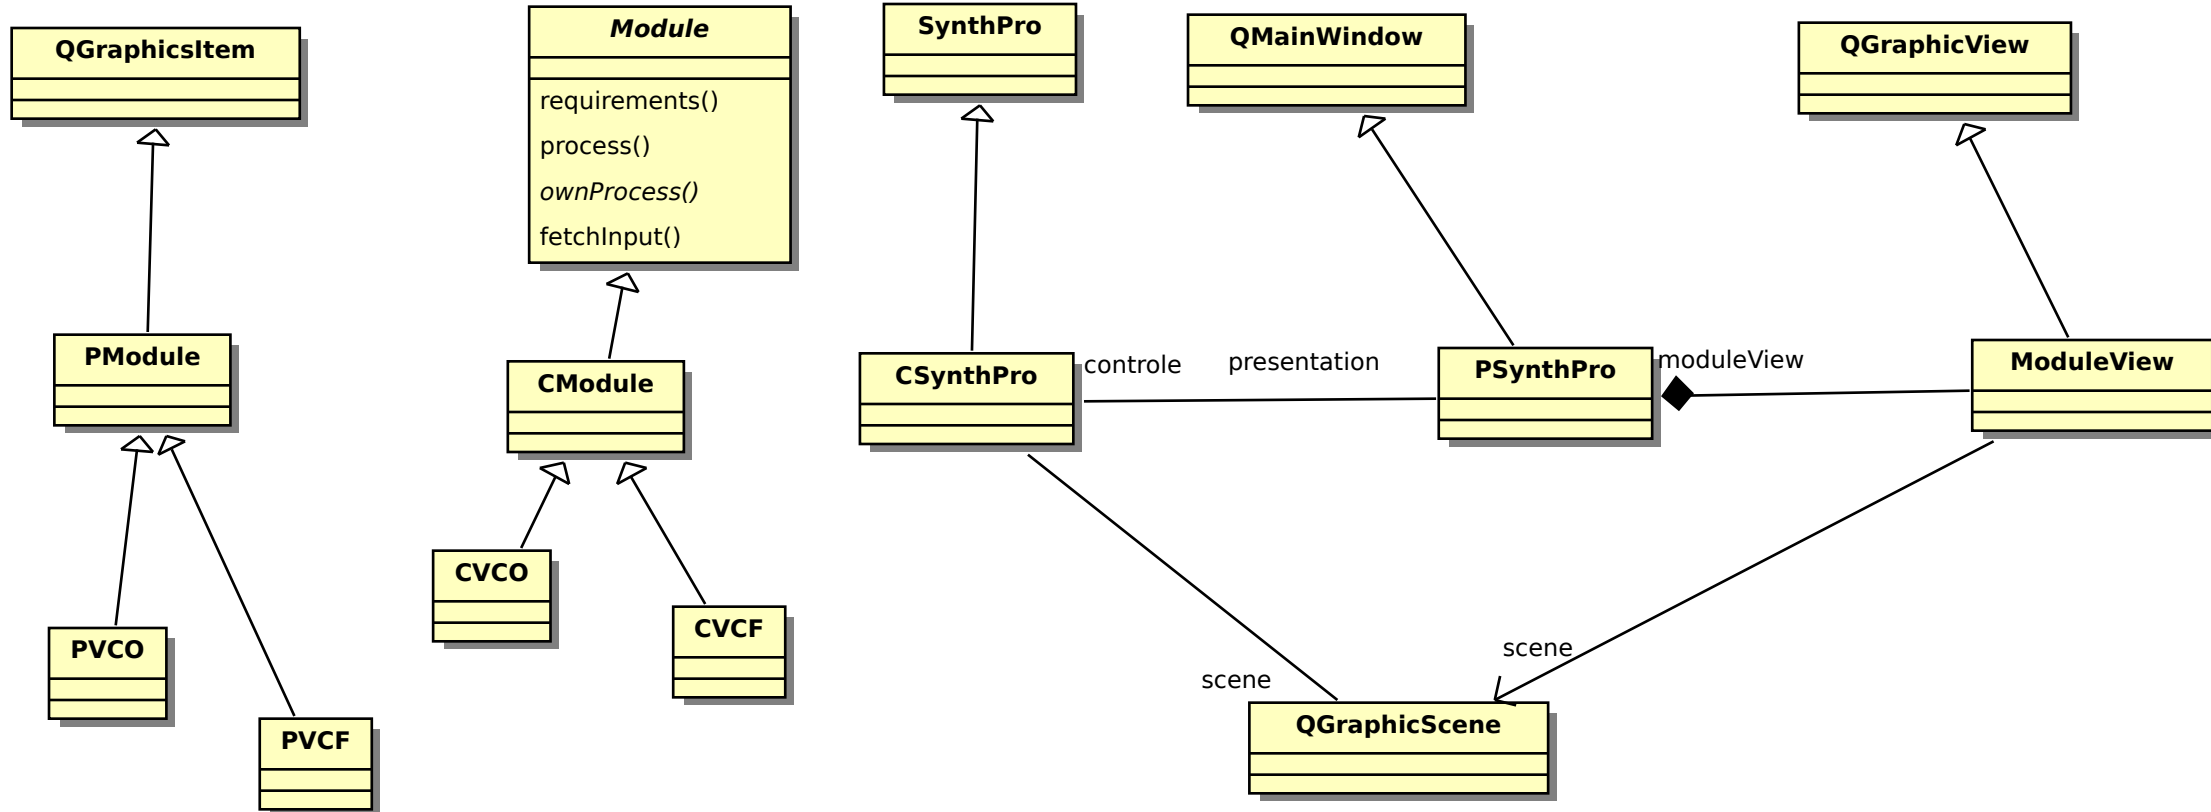 QGraphicsItem
Module
requirements()
process()
ownProcess()
fetchInput()
SynthPro
QMainWindow
QGraphicView
PModule
CModule
CSynthPro
controle
presentation
PSynthPro
moduleView
ModuleView
CVCO
CVCF
PVCO
PVCF
scene
scene
QGraphicScene